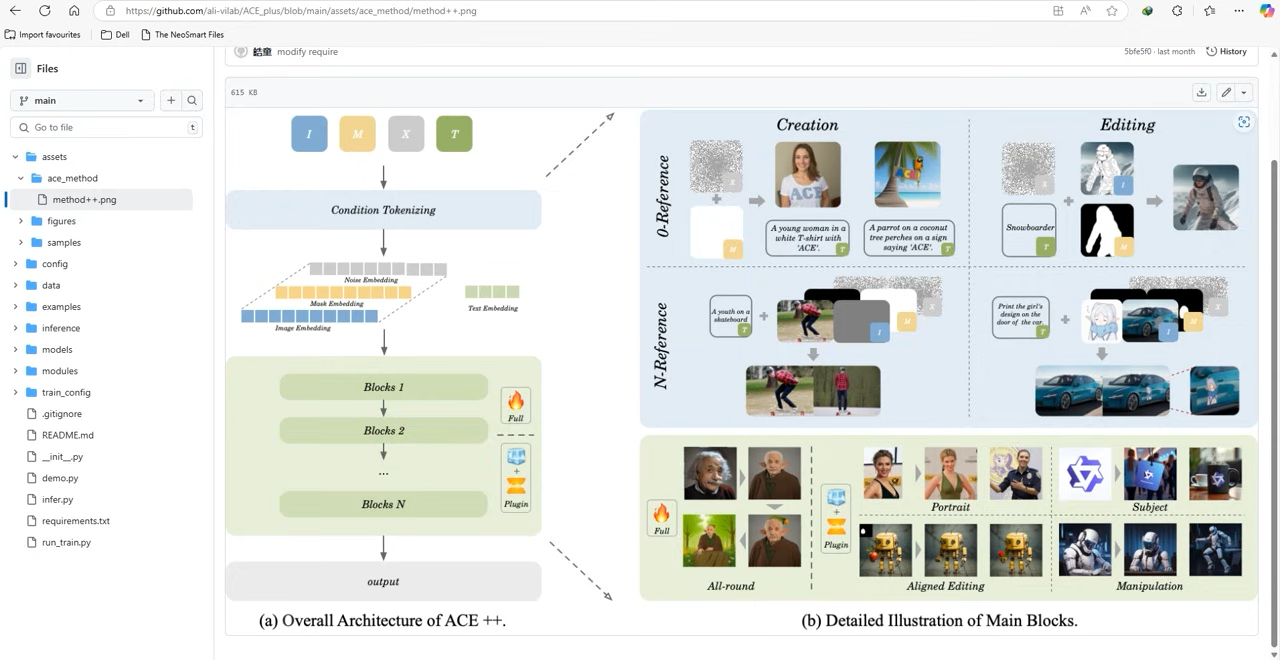 https://github.com/ali-vilab/ACE_plus/blob/main/assets/ace_method/method++.png
Import favourites
Dell
The NeoSmart Files
Files
modify require
5bfe5f0 · last month
History
main
Go to file
t
615 KB
assets
ace_method
method++.png
figures
samples
config
data
examples
inference
models
modules
train_config
.gitignore
README.md
__init__.py
demo.py
infer.py
requirements.txt
run_train.py
I
M
X
T
Condition Tokenizing
Noise Embedding
Mask Embedding
Image Embedding
Text Embedding
Blocks 1
Blocks 2
...
Blocks N
Full
+
Plugin
output
(a) Overall Architecture of ACE ++.
Creation
Editing
0-Reference
X
+
M
ACE
A young woman in a
white T-shirt with
'ACE'.
T
ACE
A parrot on a coconut
tree perches on a sign
saying 'ACE'.
T
X
Snowboarder
T
+
I
M
N-Reference
A youth on a
skateboard
T
+
I
M
X
Print the girl's
design on the
door of the car.
T
+
I
M
X
Full
All-round
+
Plugin
Portrait
Subject
Aligned Editing
Manipulation
(b) Detailed Illustration of Main Blocks.